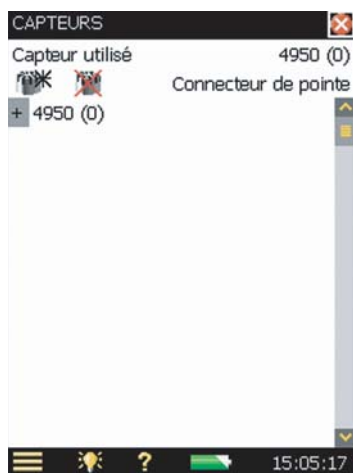 CAPTEURS
Capteur utilisé 4950 (0)
Connecteur de pointe
+ 4950 (0)
? 15:05:17